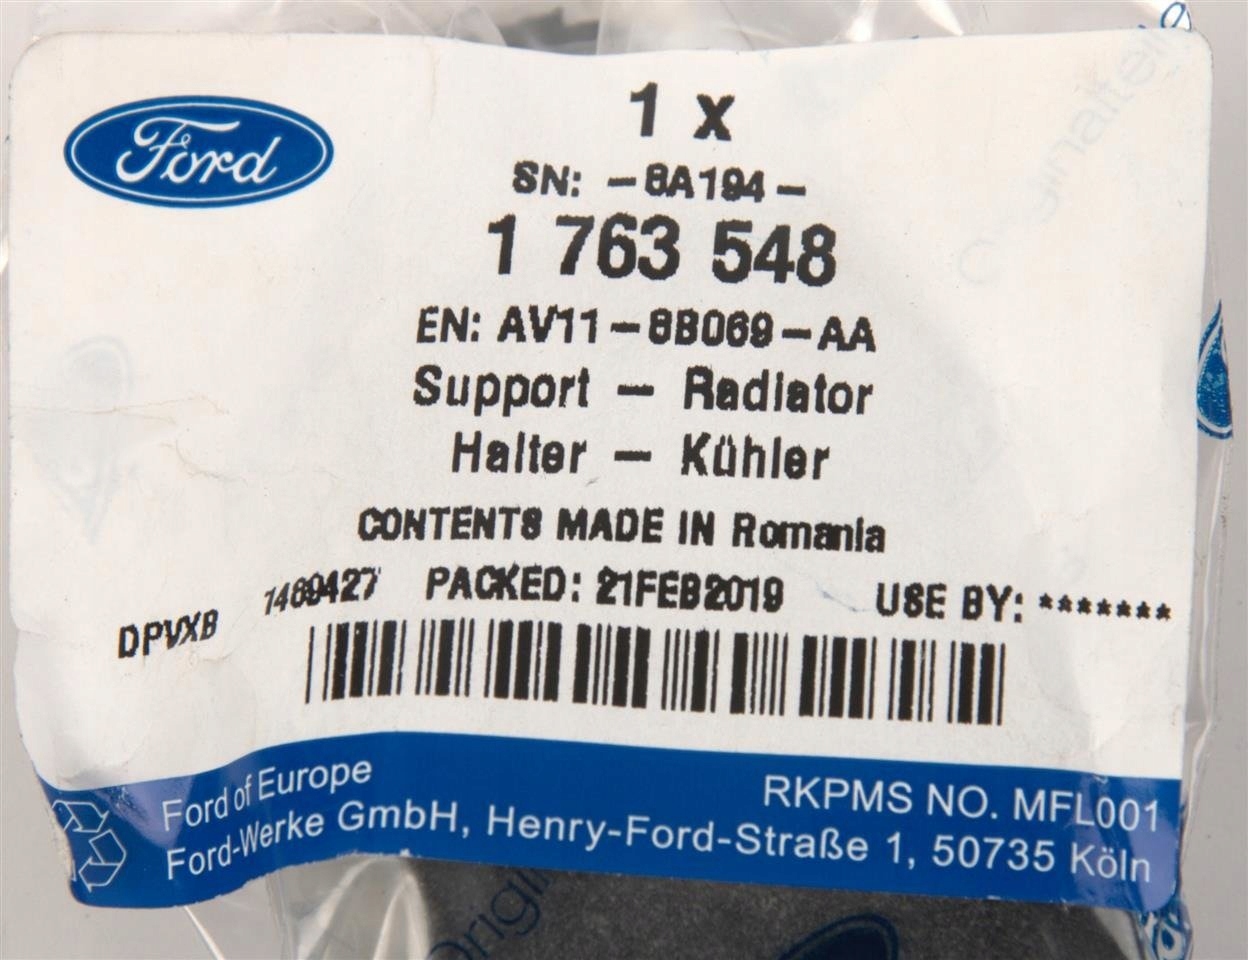 Ford
1 x
SN: -8A194-
1 763 548
EN: AV11-8B069-AA
Support - Radiator
Halter - Kühler
CONTENTS MADE IN Romania
DPVXB 1469427 PACKED: 21FEB2019 USE BY: *******
Ford of Europe
RKPMS NO. MFL001
Ford-Werke GmbH, Henry-Ford-Straße 1, 50735 Köln